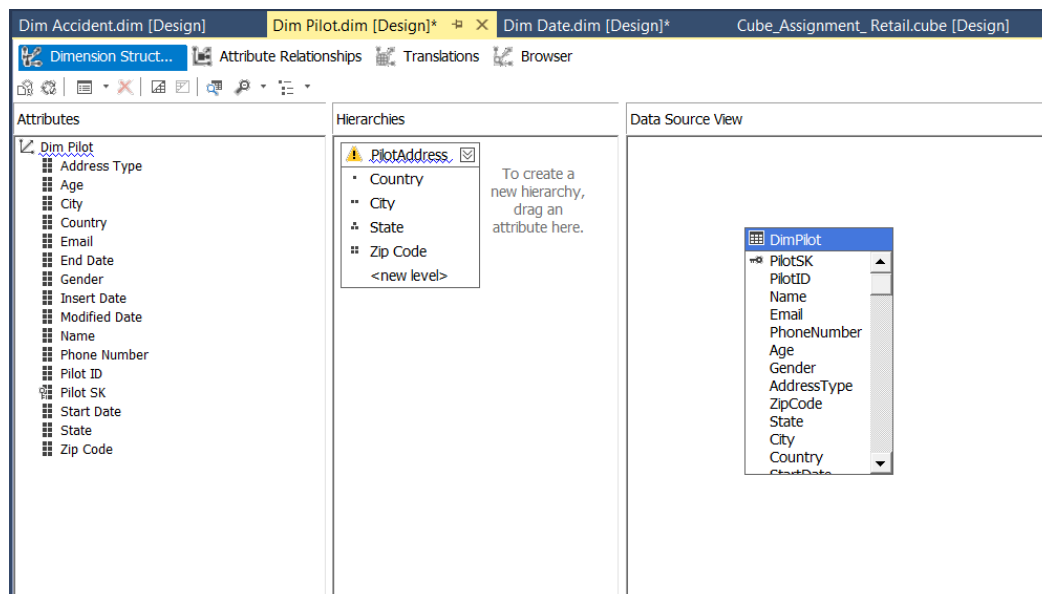 Dim Accident.dim [Design]
Dim Pilot.dim [Design]*
Dim Date.dim [Design]*
Cube_Assignment_ Retail.cube [Design]
Dimension Struct...
Attribute Relationships
Translations
Browser
Attributes
Dim Pilot
Address Type
Age
City
Country
Email
End Date
Gender
Insert Date
Modified Date
Name
Phone Number
Pilot ID
Pilot SK
Start Date
State
Zip Code
Hierarchies
PilotAddress
Country
City
State
Zip Code
<new level>
To create a
new hierarchy,
drag an
attribute here.
Data Source View
DimPilot
PilotSK
PilotID
Name
Email
PhoneNumber
Age
Gender
AddressType
ZipCode
State
City
Country
StartDate